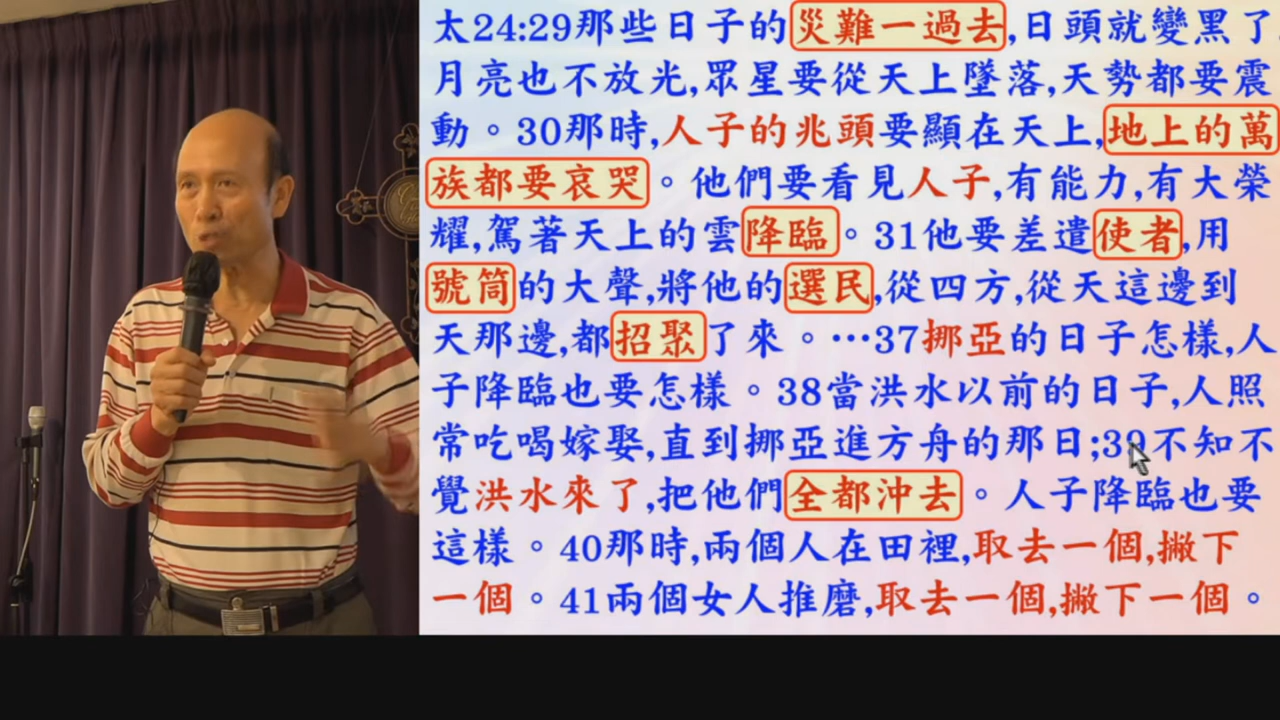 太24:29那些日子的災難一過去,日頭就變黑了
月亮也不放光,眾星要從天上墜落,天勢都要震
動。30那時,人子的兆頭要顯在天上,地上的萬
族都要哀哭。他們要看見人子,有能力,有大榮
耀,駕著天上的雲降臨。31他要差遣使者,用
號筒的大聲,將他的選民,從四方,從天這邊到
天那邊,都招聚了來。…37挪亞的日子怎樣,人
子降臨也要怎樣。38當洪水以前的日子,人照
常吃喝嫁娶,直到挪亞進方舟的那日;39不知不
覺洪水來了,把他們全都沖去。人子降臨也要
這樣。40那時,兩個人在田裡,取去一個,撇下
一個。41兩個女人推磨,取去一個,撇下一個。